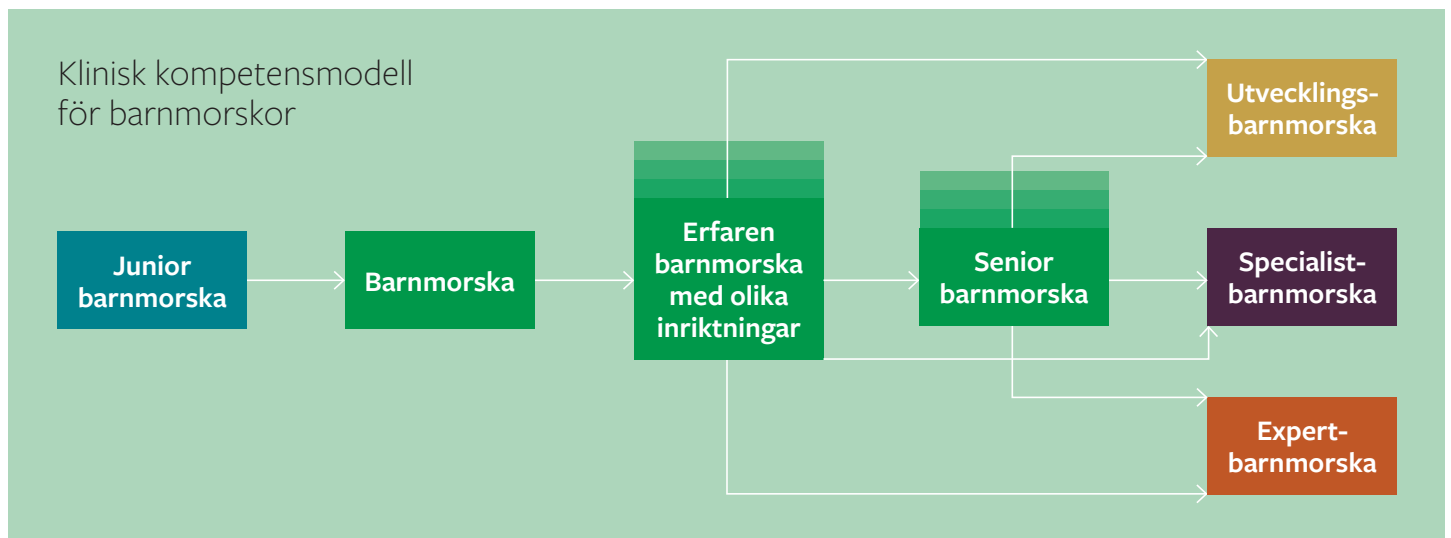 Klinisk kompetensmodell
för barnmorskor
Junior
barnmorska
Barnmorska
Erfaren
barnmorska
med olika
inriktningar
Senior
barnmorska
Utvecklings-
barnmorska
Specialist-
barnmorska
Expert-
barnmorska